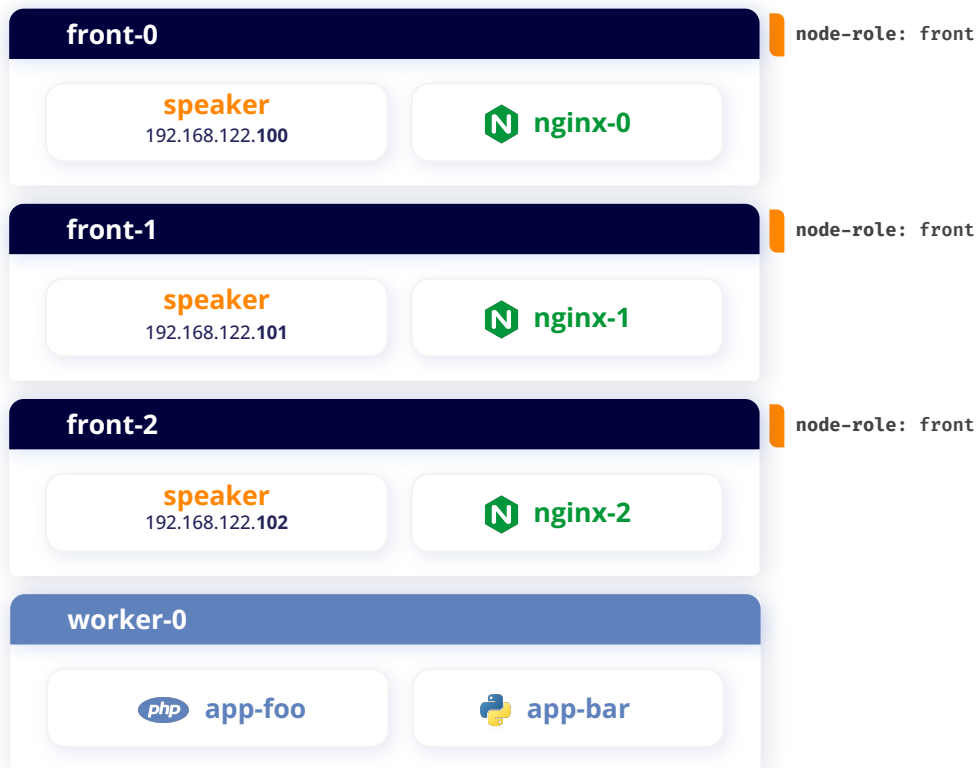 front-0
node-role: front
speaker
192.168.122.100
nginx-0
front-1
node-role: front
speaker
192.168.122.101
nginx-1
front-2
node-role: front
speaker
192.168.122.102
nginx-2
worker-0
php app-foo
app-bar